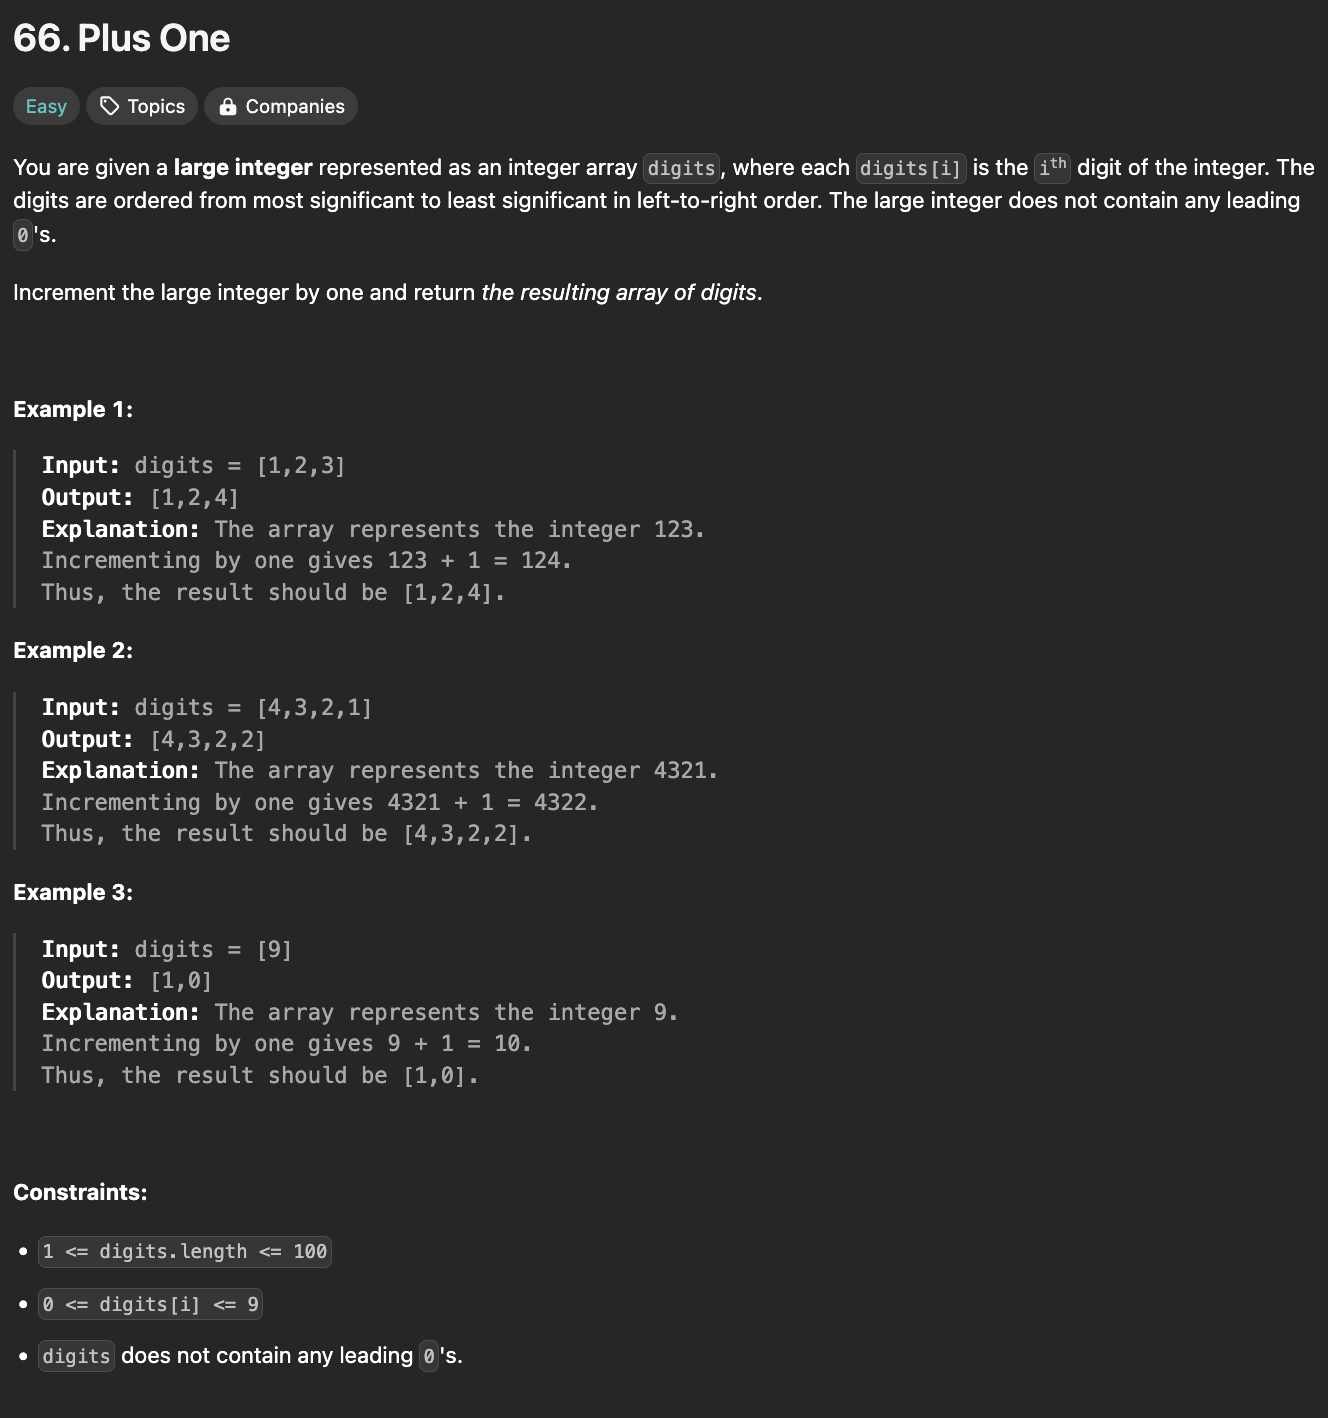 66. Plus One
Easy Topics Companies
You are given a large integer represented as an integer array digits, where each digits[i] is the ith digit of the integer. The
digits are ordered from most significant to least significant in left-to-right order. The large integer does not contain any leading
0's.
Increment the large integer by one and return the resulting array of digits.
Example 1:
Input: digits = [1,2,3]
Output: [1,2,4]
Explanation: The array represents the integer 123.
Incrementing by one gives 123 + 1 = 124.
Thus, the result should be [1,2,4].
Example 2:
Input: digits = [4,3,2,1]
Output: [4,3,2,2]
Explanation: The array represents the integer 4321.
Incrementing by one gives 4321 + 1 = 4322.
Thus, the result should be [4,3,2,2].
Example 3:
Input: digits = [9]
Output: [1,0]
Explanation: The array represents the integer 9.
Incrementing by one gives 9 + 1 = 10.
Thus, the result should be [1,0].
Constraints:
• 1 <= digits.length <= 100
• 0 <= digits[i] <= 9
• digits does not contain any leading 0's.